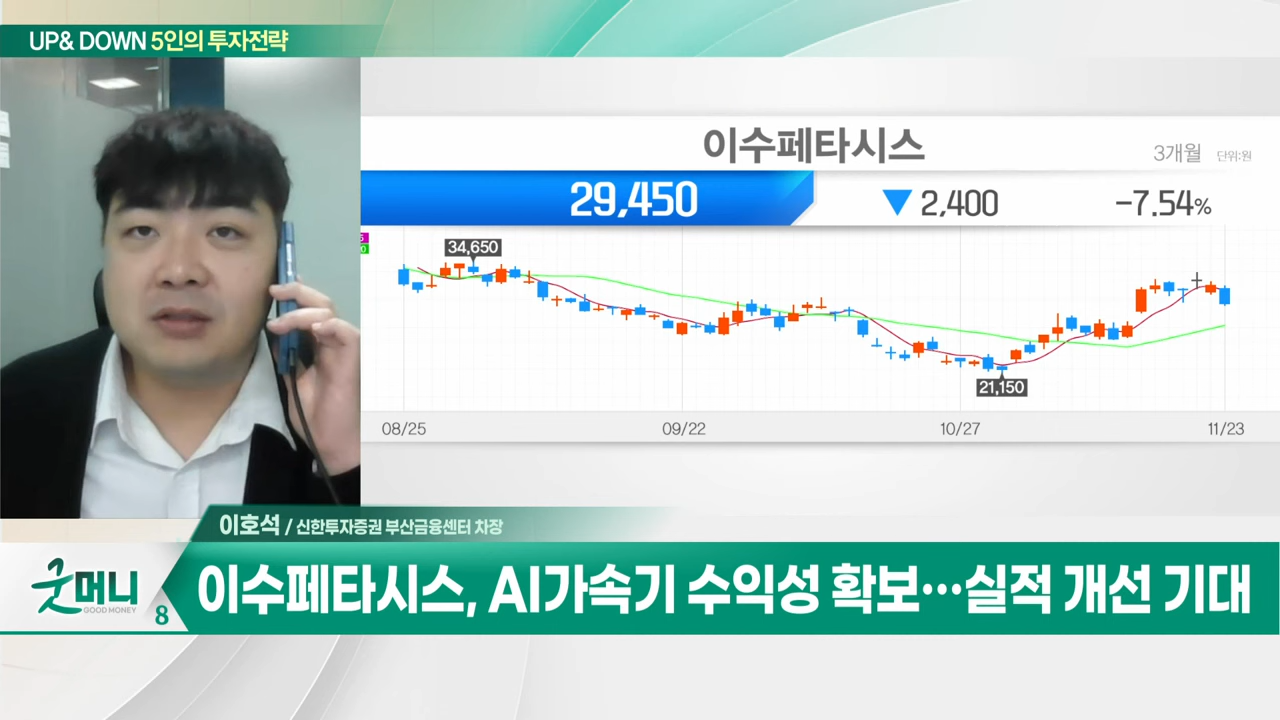 UP& DOWN 5인의 투자전략
이수페타시스
3개월 단위:원
29,450 ▼ 2,400 -7.54%
34,650
21,150
08/25 09/22 10/27 11/23
이호석 / 신한투자증권 부산금융센터 차장
굿머니
GOOD MONEY
8
이수페타시스, AI가속기 수익성 확보…실적 개선 기대